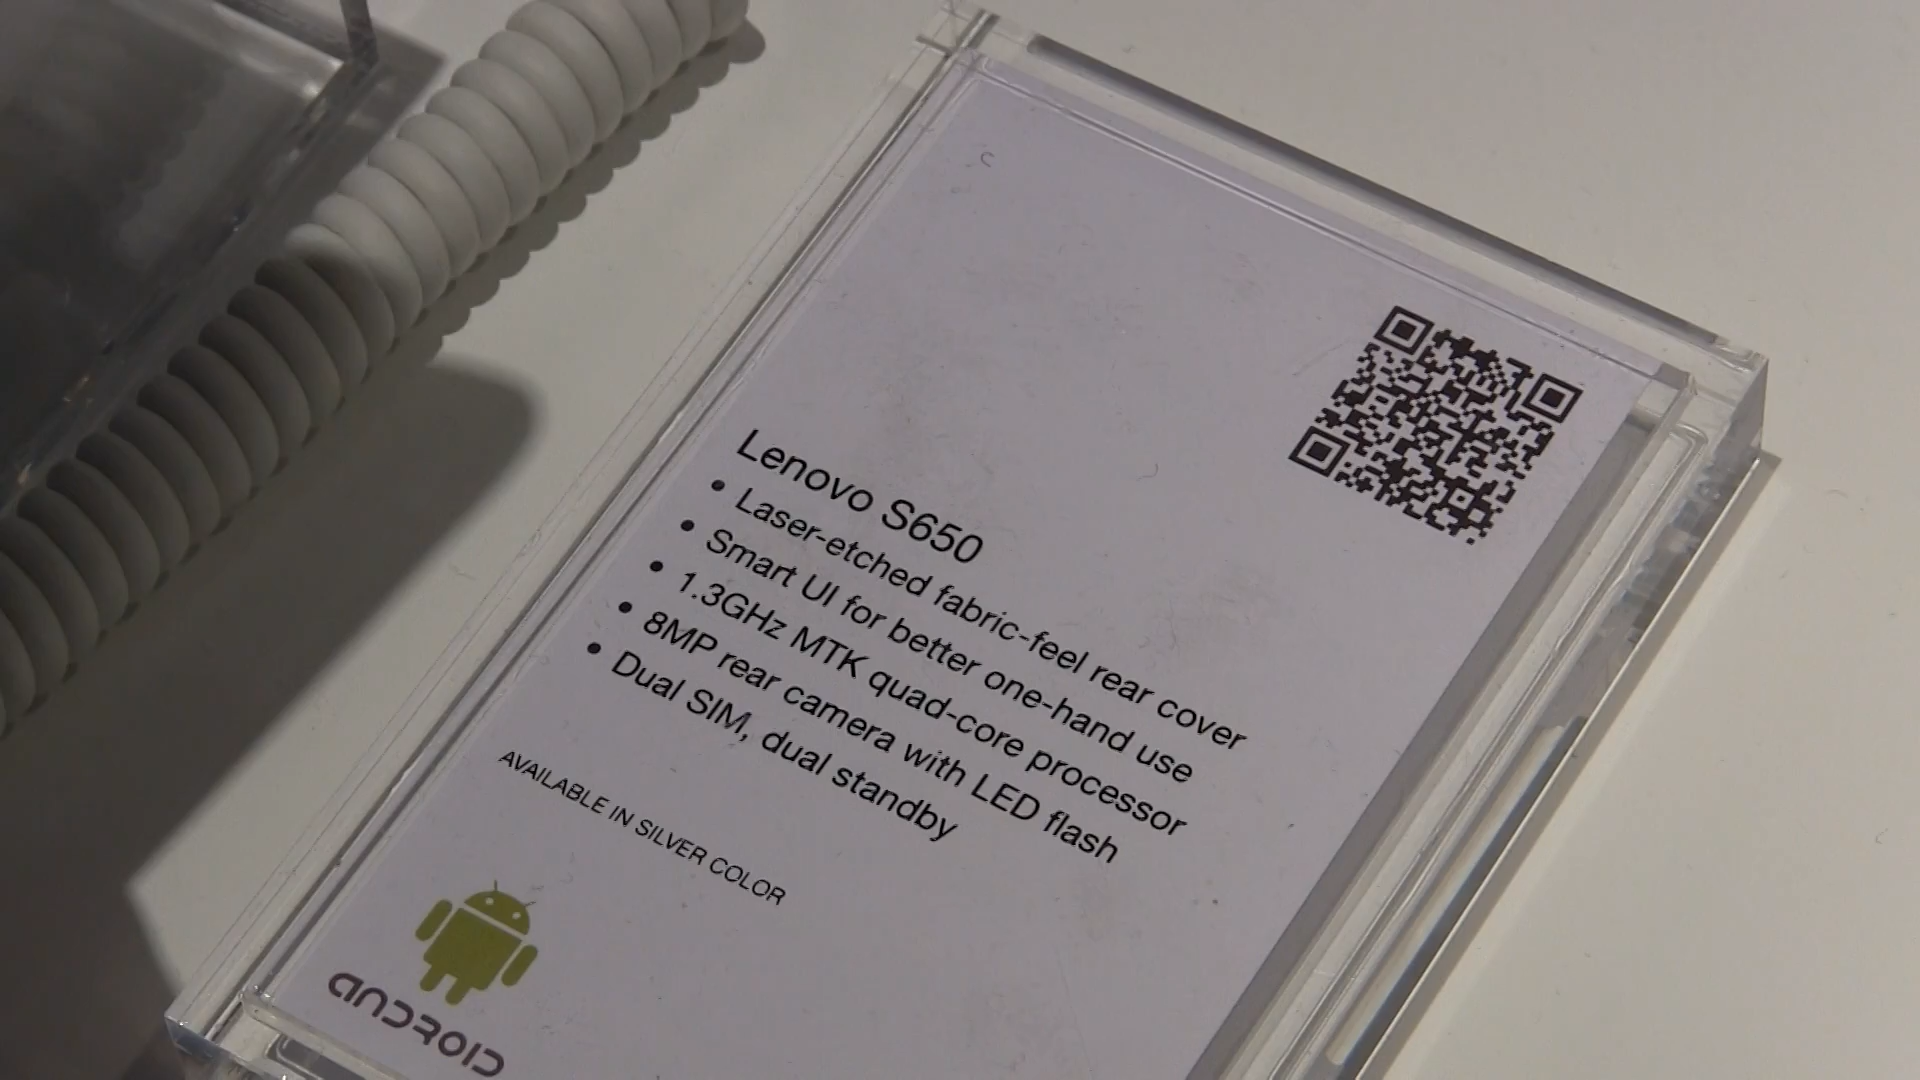 Lenovo S650
• Laser-etched fabric-feel rear cover
• Smart UI for better one-hand use
• 1.3GHz MTK quad-core processor
• 8MP rear camera with LED flash
• Dual SIM, dual standby
AVAILABLE IN SILVER COLOR
ANDROID